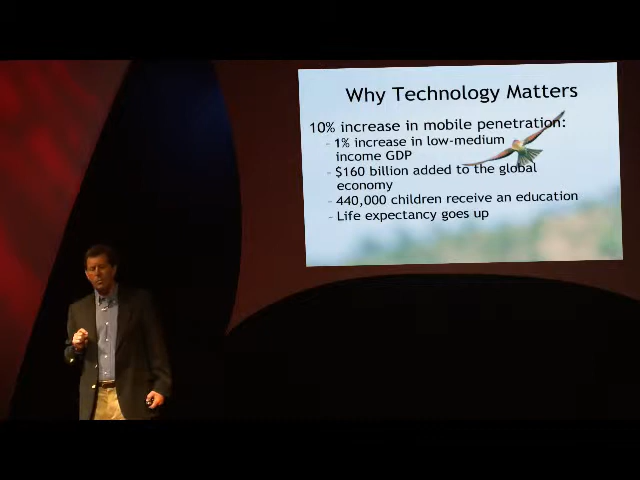 Why Technology Matters
10% increase in mobile penetration:
- 1% increase in low-medium
income GDP
- $160 billion added to the global
economy
- 440,000 children receive an education
- Life expectancy goes up